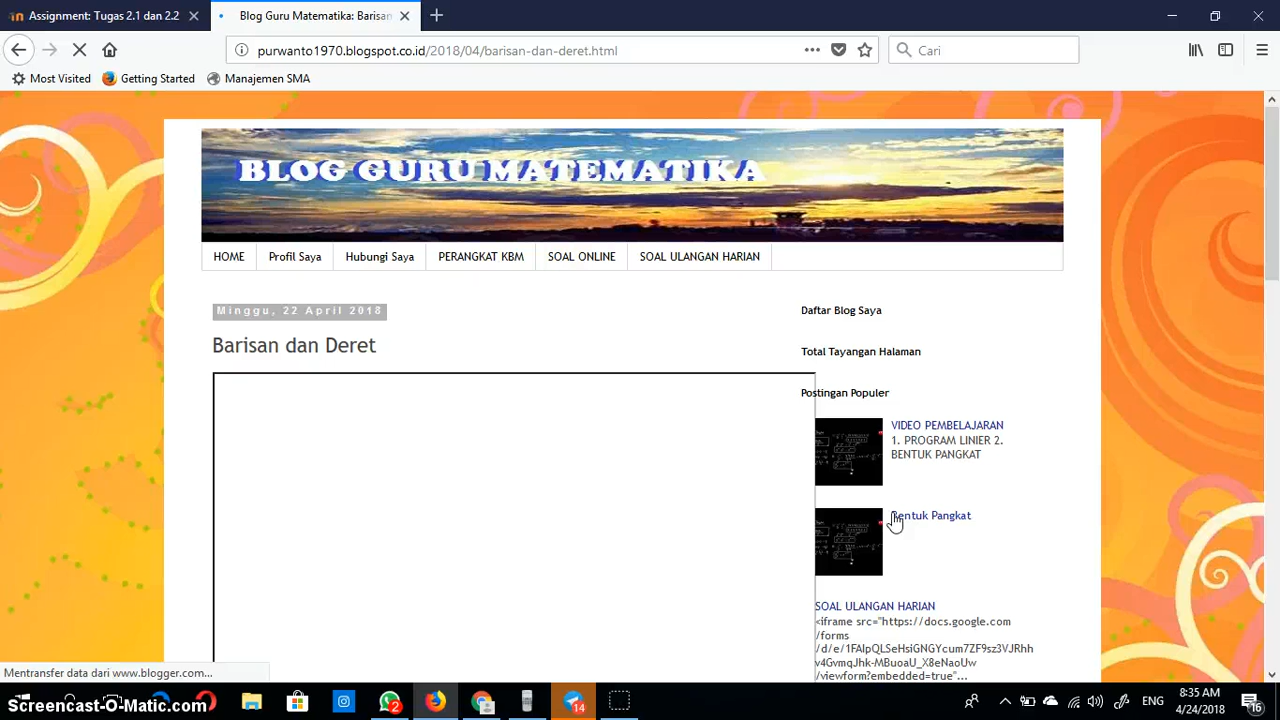 Assignment: Tugas 2.1 dan 2.2
Blog Guru Matematika: Barisan
purwanto1970.blogspot.co.id/2018/04/barisan-dan-deret.html
Cari
Most Visited
Getting Started
Manajemen SMA
BLOG GURU MATEMATIKA
HOME
Profil Saya
Hubungi Saya
PERANGKAT KBM
SOAL ONLINE
SOAL ULANGAN HARIAN
Minggu, 22 April 2018
Barisan dan Deret
Daftar Blog Saya
Total Tayangan Halaman
Postingan Populer
VIDEO PEMBELAJARAN
1. PROGRAM LINIER 2.
BENTUK PANGKAT
Bentuk Pangkat
SOAL ULANGAN HARIAN
<iframe src="https://docs.google.com
/forms
/d/e/1FAIpQLSeHsiGNGYcum7ZF9sz3VJRhh
v4GvmqJhk-MBuoaU_X8eNaoUw
/viewform?embedded=true"...
Mentransfer data dari www.blogger.com...
Screencast-O-Matic.com
2
14
ENG
8:35 AM
4/24/2018
16